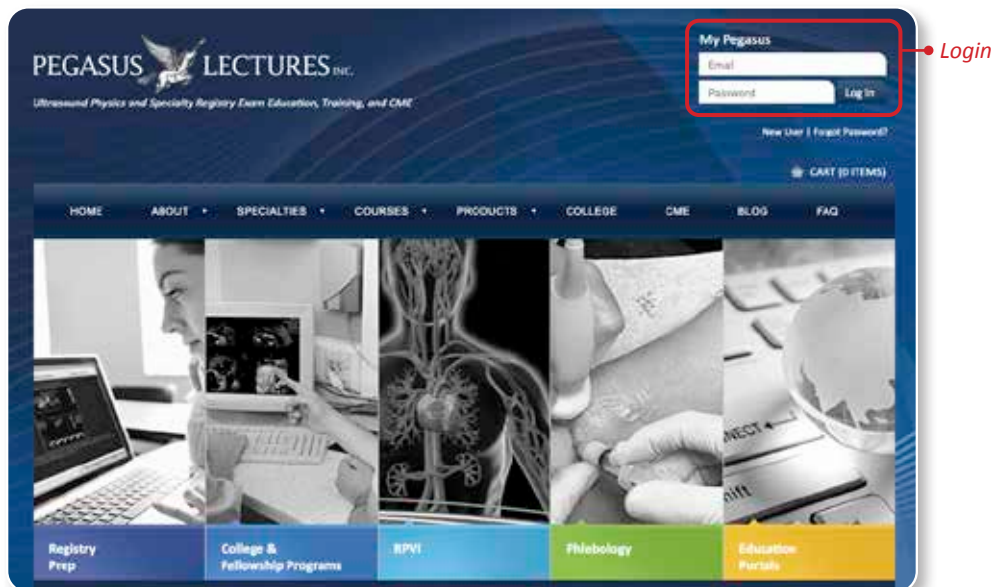 My Pegasus
Email
Password
Log In
Login
PEGASUS LECTURES INC.
Ultrasound Physics and Specialty Registry Exam Education, Training, and CME
New User | Forgot Password?
CART (0 ITEMS)
HOME ABOUT SPECIALTIES COURSES PRODUCTS COLLEGE CME BLOG FAQ
NNECT
hift
Registry
Prep
College &
Fellowship Programs
RPVI
Phlebology
Education
Portals